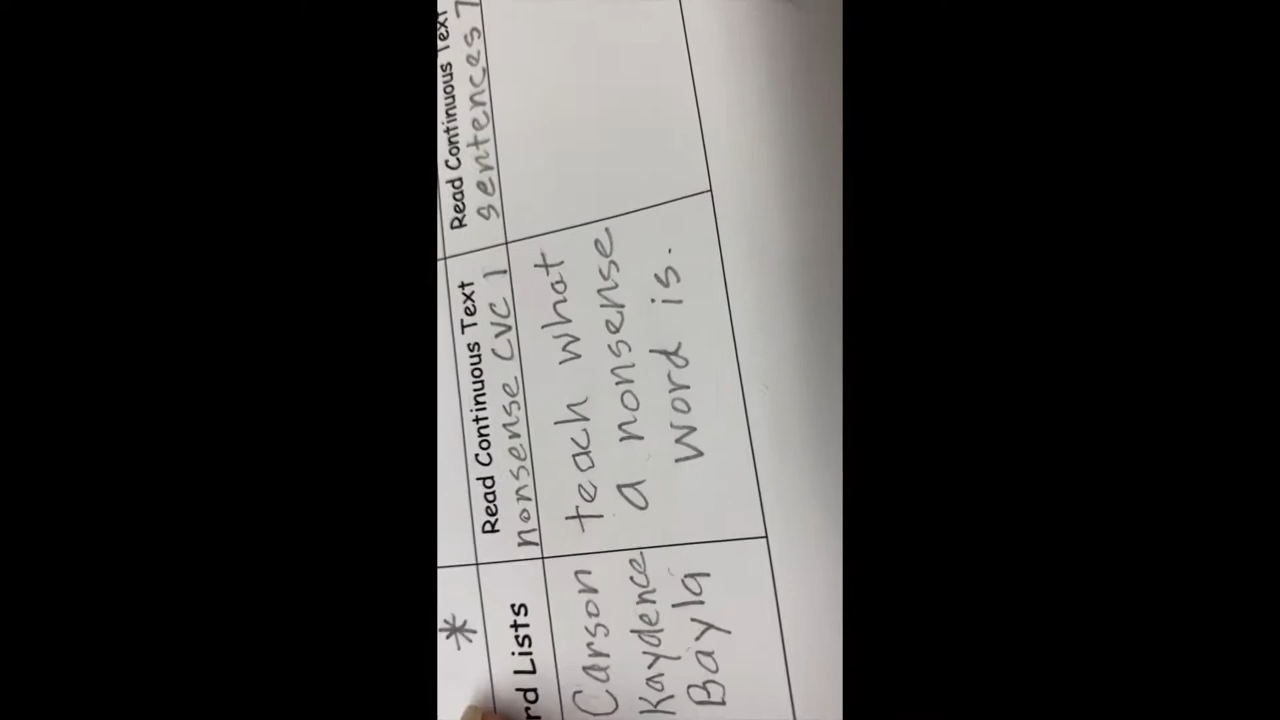 *
rd Lists
Carson
Kaydence
Bayla
Read Continuous Text
nonsense CVC 1
teach what
a nonsense
word is.
Read Continuous Text
sentences